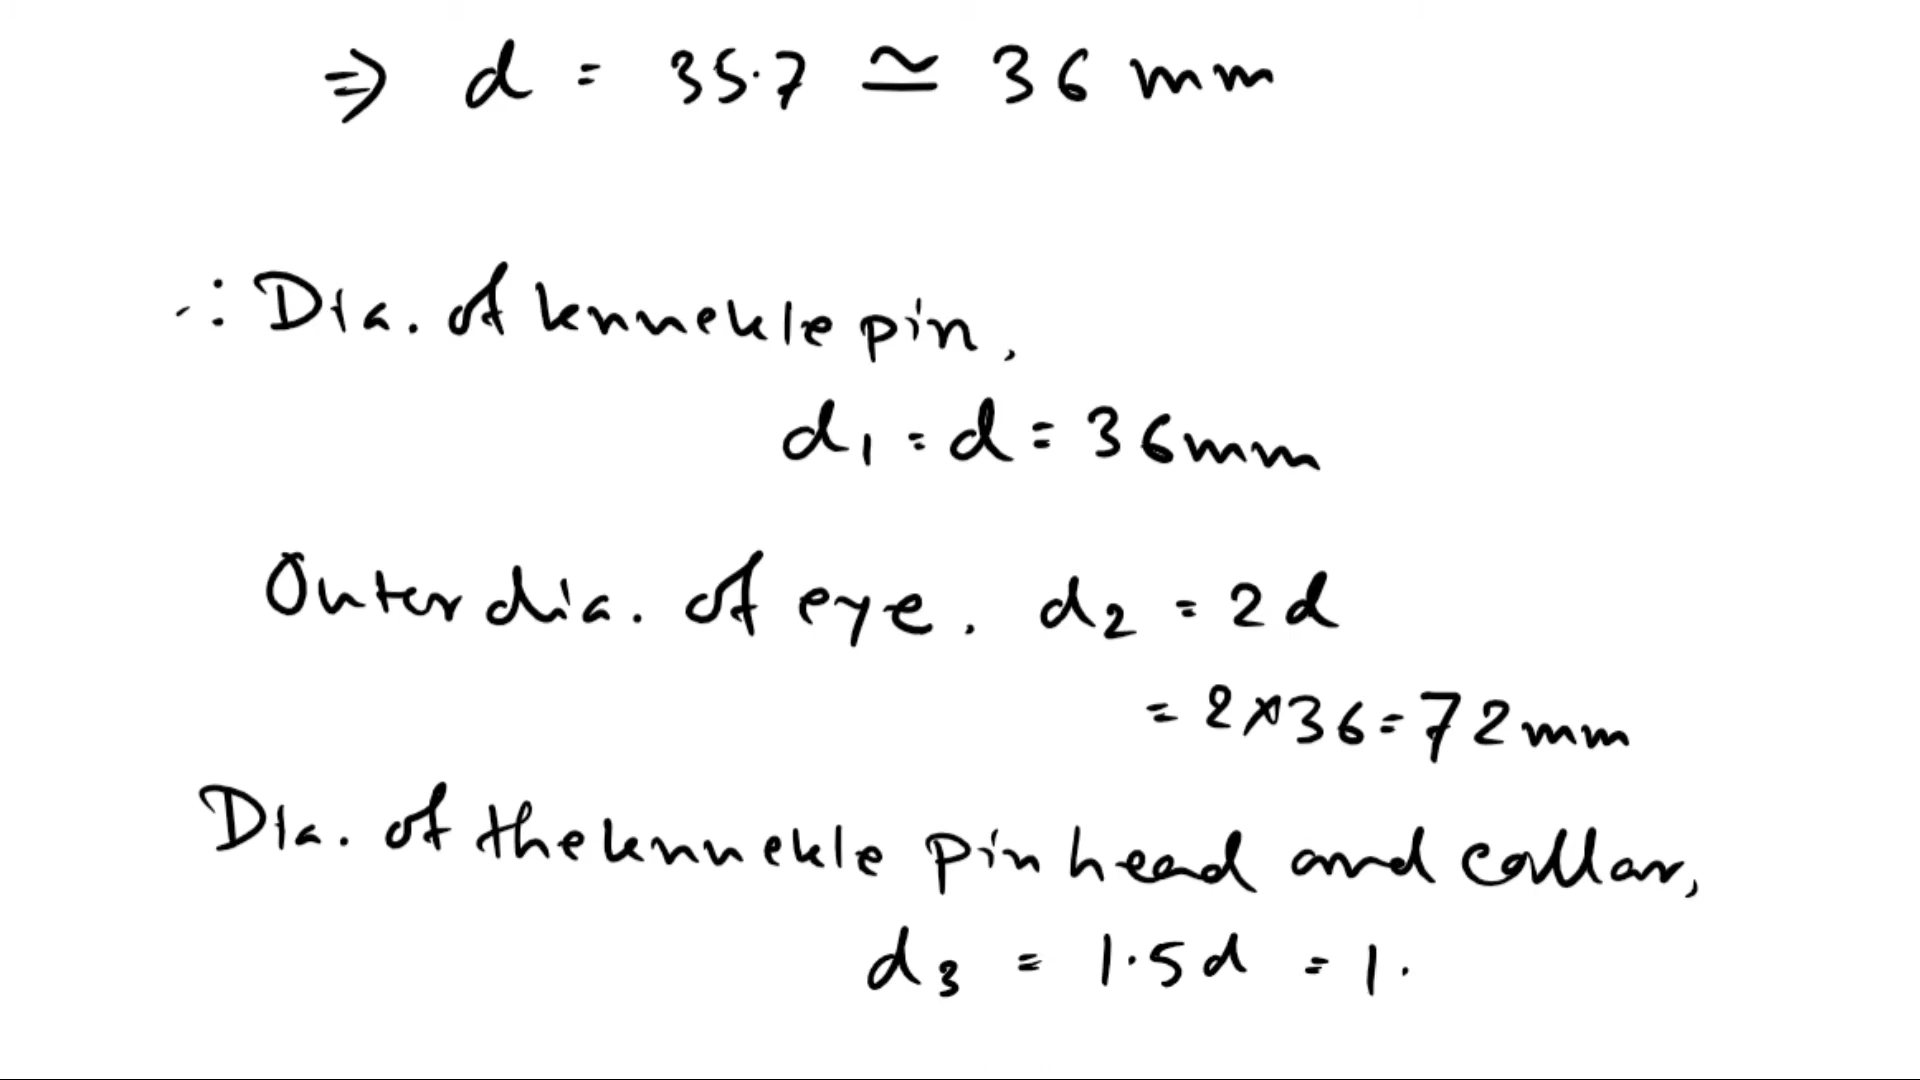 ⇒ d = 35.7 ≃ 36 mm
∴ Dia. of knuckle pin,
d₁ = d = 36mm
Outer dia. of eye, d₂ = 2d
= 2×36 = 72mm
Dia. of the knuckle pin head and collar,
d₃ = 1.5d = 1.